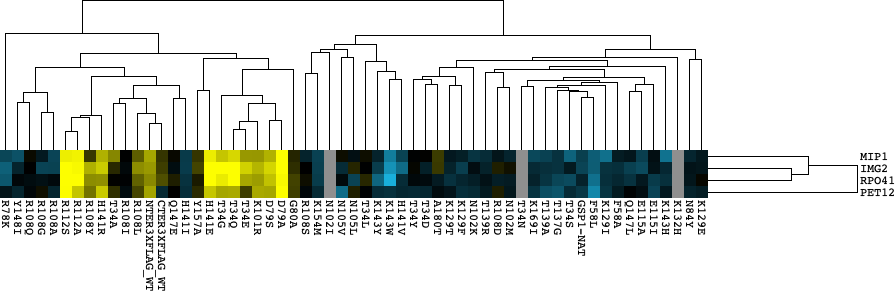 MIP1
IMG2
RPO41
PET12
R78K
Y148I
R108Q
R108G
R108A
R112S
R112A
R108Y
H141R
T34A
R108I
R108L
NTER3XFLAG_WT
CTER3XFLAG_WT
Q147E
H141I
Y157A
H141E
T34G
T34Q
T34E
K101R
D79S
D79A
G80A
R108S
K154M
N102I
N105V
N105L
T34L
K143Y
K143W
H141V
T34Y
T34D
A180T
K129T
K129F
N102K
T139R
R108D
N102M
T34N
K169I
T139A
T137G
T34S
GSP1-NAT
F58L
K129I
F58A
Q147L
E115A
E115I
K143H
K132H
N84Y
K129E